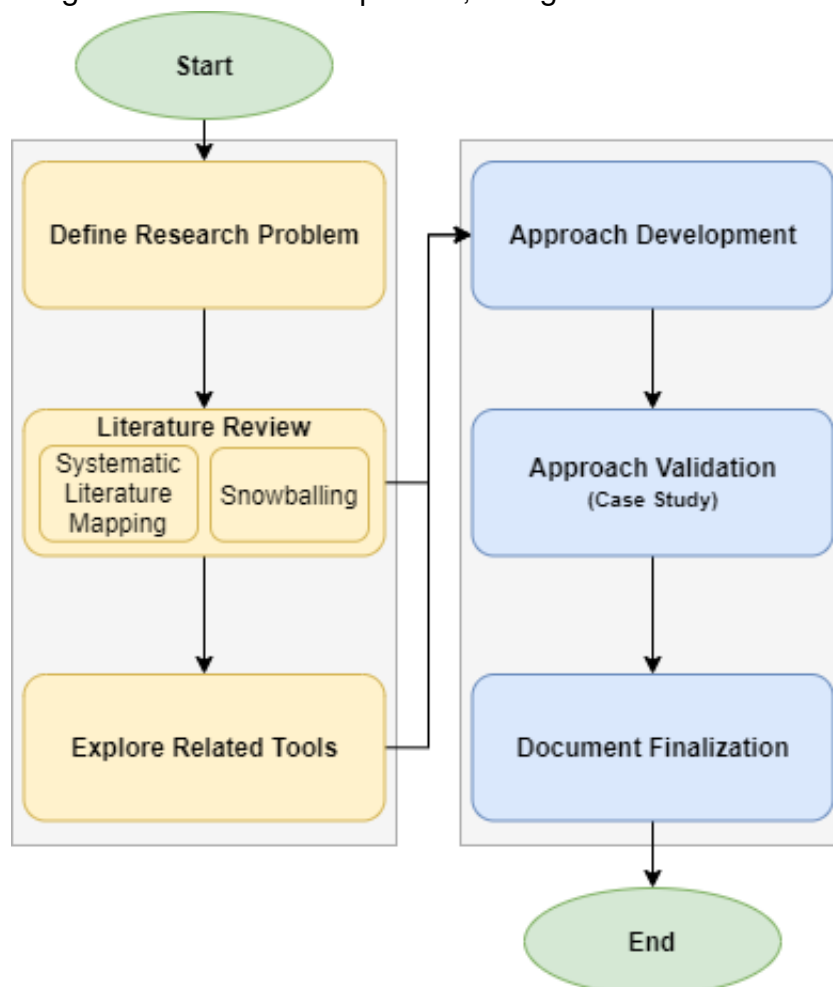 Start
Define Research Problem
Literature Review
Systematic
Literature
Mapping
Snowballing
Explore Related Tools
Approach Development
Approach Validation
(Case Study)
Document Finalization
End